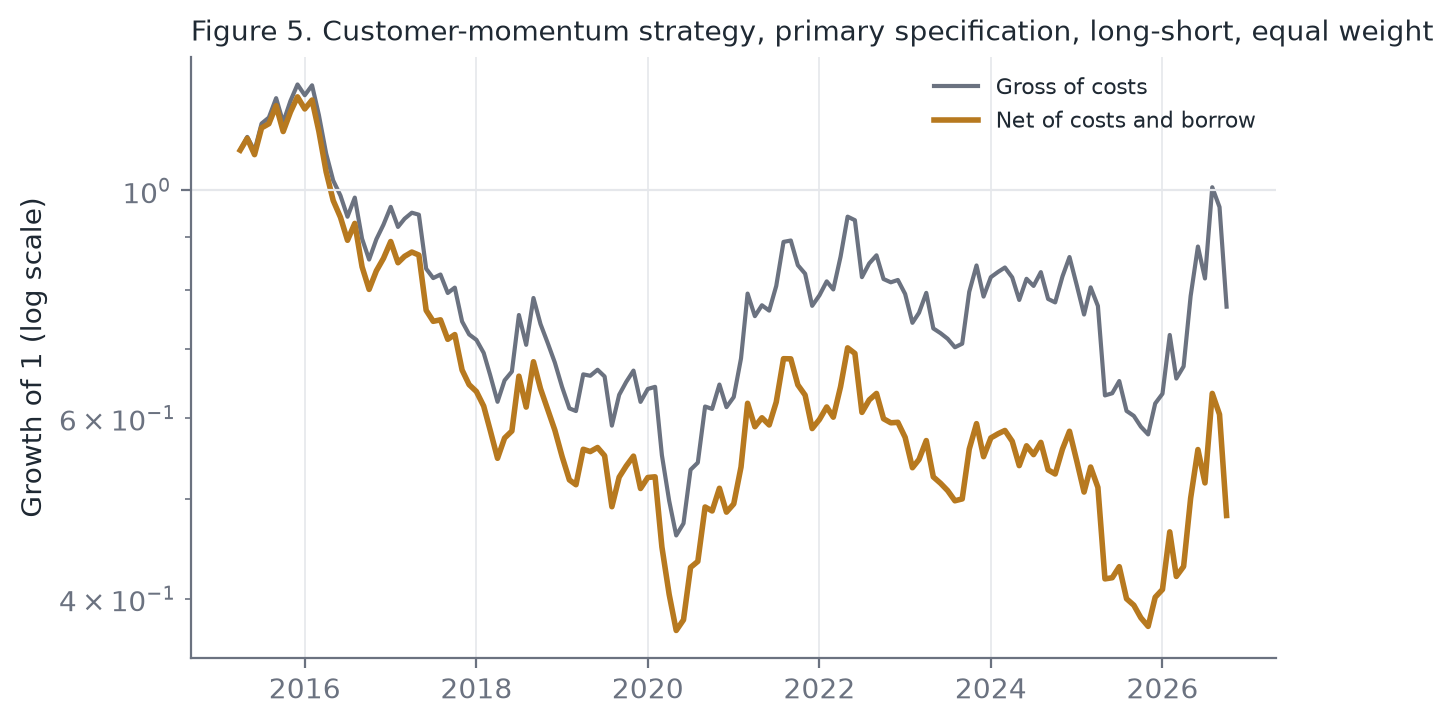 Figure 5. Customer-momentum strategy, primary specification, long-short, equal weight
Gross of costs
Net of costs and borrow
Growth of 1 (log scale)
10⁰
6 × 10⁻¹
4 × 10⁻¹
2016 2018 2020 2022 2024 2026